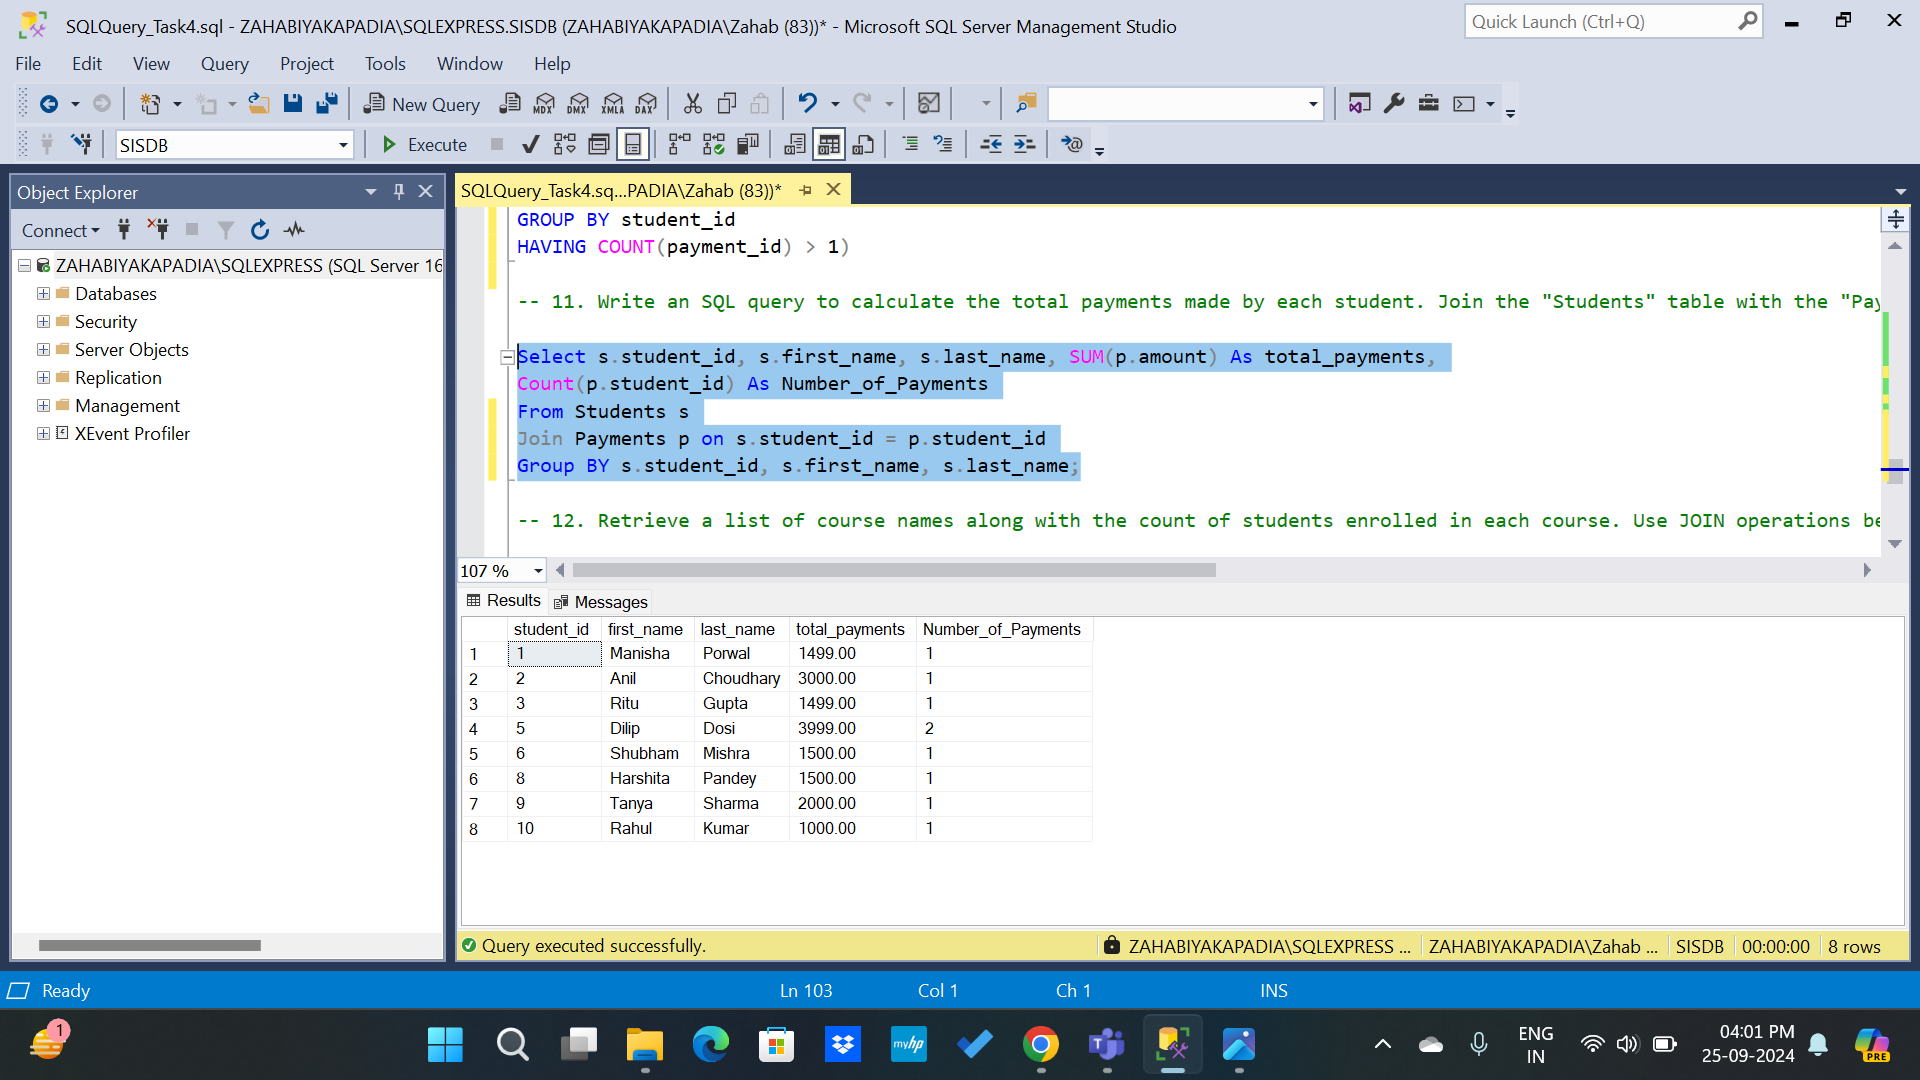 SQLQuery_Task4.sql - ZAHABIYAKAPADIA\SQLEXPRESS.SISDB (ZAHABIYAKAPADIA\Zahab (83))* - Microsoft SQL Server Management Studio
Quick Launch (Ctrl+Q)
File Edit View Query Project Tools Window Help
New Query MDX DMX XMLA DAX
SISDB Execute
Object Explorer
Connect
ZAHABIYAKAPADIA\SQLEXPRESS (SQL Server 16
Databases
Security
Server Objects
Replication
Management
XEvent Profiler
SQLQuery_Task4.sq...PADIA\Zahab (83))*
GROUP BY student_id
HAVING COUNT(payment_id) > 1)
-- 11. Write an SQL query to calculate the total payments made by each student. Join the "Students" table with the "Pay
Select s.student_id, s.first_name, s.last_name, SUM(p.amount) As total_payments,
Count(p.student_id) As Number_of_Payments
From Students s
Join Payments p on s.student_id = p.student_id
Group BY s.student_id, s.first_name, s.last_name;
-- 12. Retrieve a list of course names along with the count of students enrolled in each course. Use JOIN operations be
107 %
Results Messages
student_id first_name last_name total_payments Number_of_Payments
1 1 Manisha Porwal 1499.00 1
2 2 Anil Choudhary 3000.00 1
3 3 Ritu Gupta 1499.00 1
4 5 Dilip Dosi 3999.00 2
5 6 Shubham Mishra 1500.00 1
6 8 Harshita Pandey 1500.00 1
7 9 Tanya Sharma 2000.00 1
8 10 Rahul Kumar 1000.00 1
Query executed successfully. ZAHABIYAKAPADIA\SQLEXPRESS ... ZAHABIYAKAPADIA\Zahab ... SISDB 00:00:00 8 rows
Ready Ln 103 Col 1 Ch 1 INS
1
myhp
ENG
IN
04:01 PM
25-09-2024
PRE